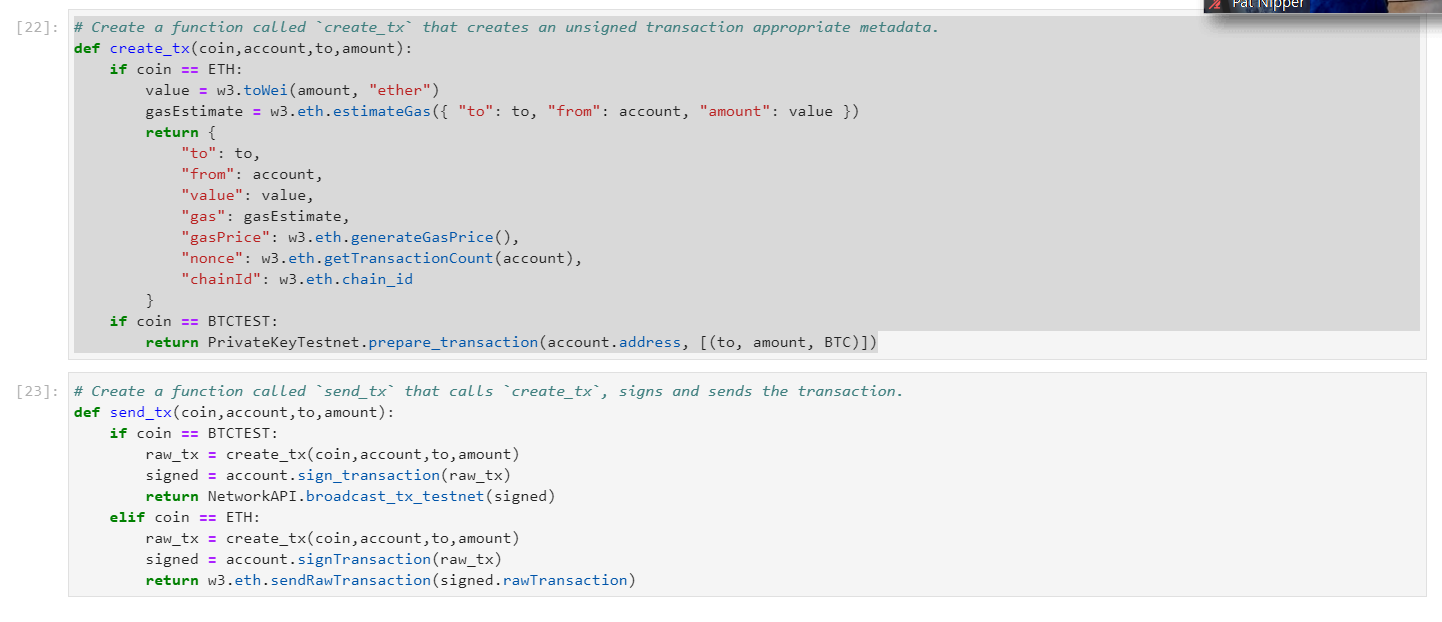 Pat Nipper
[22]: # Create a function called `create_tx` that creates an unsigned transaction appropriate metadata.
def create_tx(coin,account,to,amount):
    if coin == ETH:
        value = w3.toWei(amount, "ether")
        gasEstimate = w3.eth.estimateGas({ "to": to, "from": account, "amount": value })
        return {
            "to": to,
            "from": account,
            "value": value,
            "gas": gasEstimate,
            "gasPrice": w3.eth.generateGasPrice(),
            "nonce": w3.eth.getTransactionCount(account),
            "chainId": w3.eth.chain_id
        }
    if coin == BTCTEST:
        return PrivateKeyTestnet.prepare_transaction(account.address, [(to, amount, BTC)])
[23]: # Create a function called `send_tx` that calls `create_tx`, signs and sends the transaction.
def send_tx(coin,account,to,amount):
    if coin == BTCTEST:
        raw_tx = create_tx(coin,account,to,amount)
        signed = account.sign_transaction(raw_tx)
        return NetworkAPI.broadcast_tx_testnet(signed)
    elif coin == ETH:
        raw_tx = create_tx(coin,account,to,amount)
        signed = account.signTransaction(raw_tx)
        return w3.eth.sendRawTransaction(signed.rawTransaction)